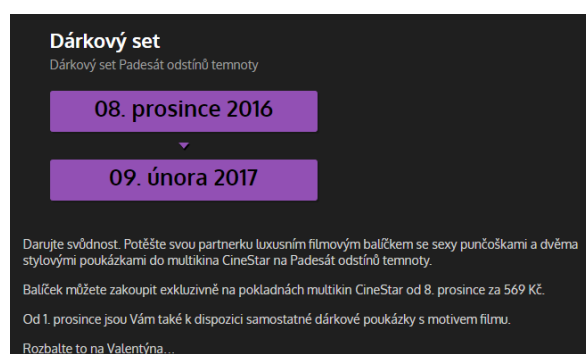 Dárkový set
Dárkový set Padesát odstínů temnoty
08. prosince 2016
09. února 2017
Darujte svůdnost. Potěšte svou partnerku luxusním filmovým balíčkem se sexy punčoškami a dvěma
stylovými poukázkami do multikina CineStar na Padesát odstínů temnoty.
Balíček můžete zakoupit exkluzivně na pokladnách multikin CineStar od 8. prosince za 569 Kč.
Od 1. prosince jsou Vám také k dispozici samostatné dárkové poukázky s motivem filmu.
Rozbalte to na Valentýna…